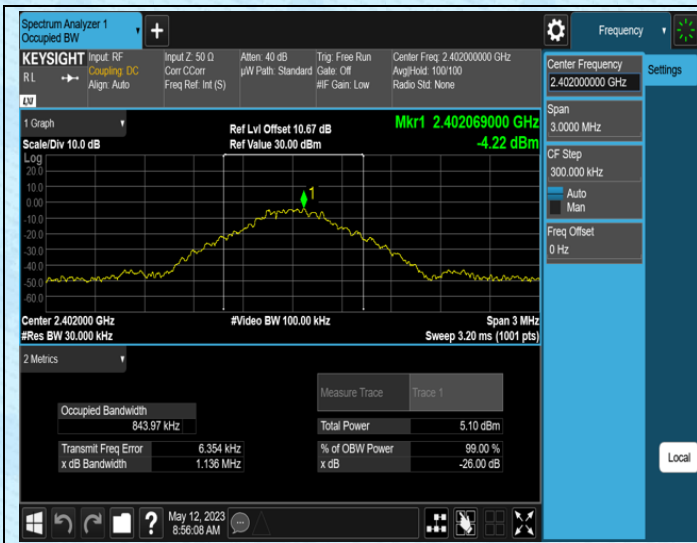 Spectrum Analyzer 1
Occupied BW
Frequency
KEYSIGHT
Input: RF
Coupling: DC
Align: Auto
R L
LXI
Input Z: 50 Ω
Corr CCorr
Freq Ref: Int (S)
Atten: 40 dB
µW Path: Standard
Trig: Free Run
Gate: Off
#IF Gain: Low
Center Freq: 2.402000000 GHz
Avg|Hold: 100/100
Radio Std: None
Center Frequency
2.402000000 GHz
Settings
Span
3.0000 MHz
CF Step
300.000 kHz
Auto
Man
Freq Offset
0 Hz
Local
1 Graph
Scale/Div 10.0 dB
Ref Lvl Offset 10.67 dB
Ref Value 30.00 dBm
Mkr1 2.402069000 GHz
-4.22 dBm
Log
20.0
10.0
0.00
-10.0
-20.0
-30.0
-40.0
-50.0
-60.0
1
Center 2.402000 GHz
#Video BW 100.00 kHz
Span 3 MHz
#Res BW 30.000 kHz
Sweep 3.20 ms (1001 pts)
2 Metrics
Measure Trace
Trace 1
Occupied Bandwidth
843.97 kHz
Total Power
5.10 dBm
Transmit Freq Error
6.354 kHz
% of OBW Power
99.00 %
x dB Bandwidth
1.136 MHz
x dB
-26.00 dB
May 12, 2023
8:56:08 AM